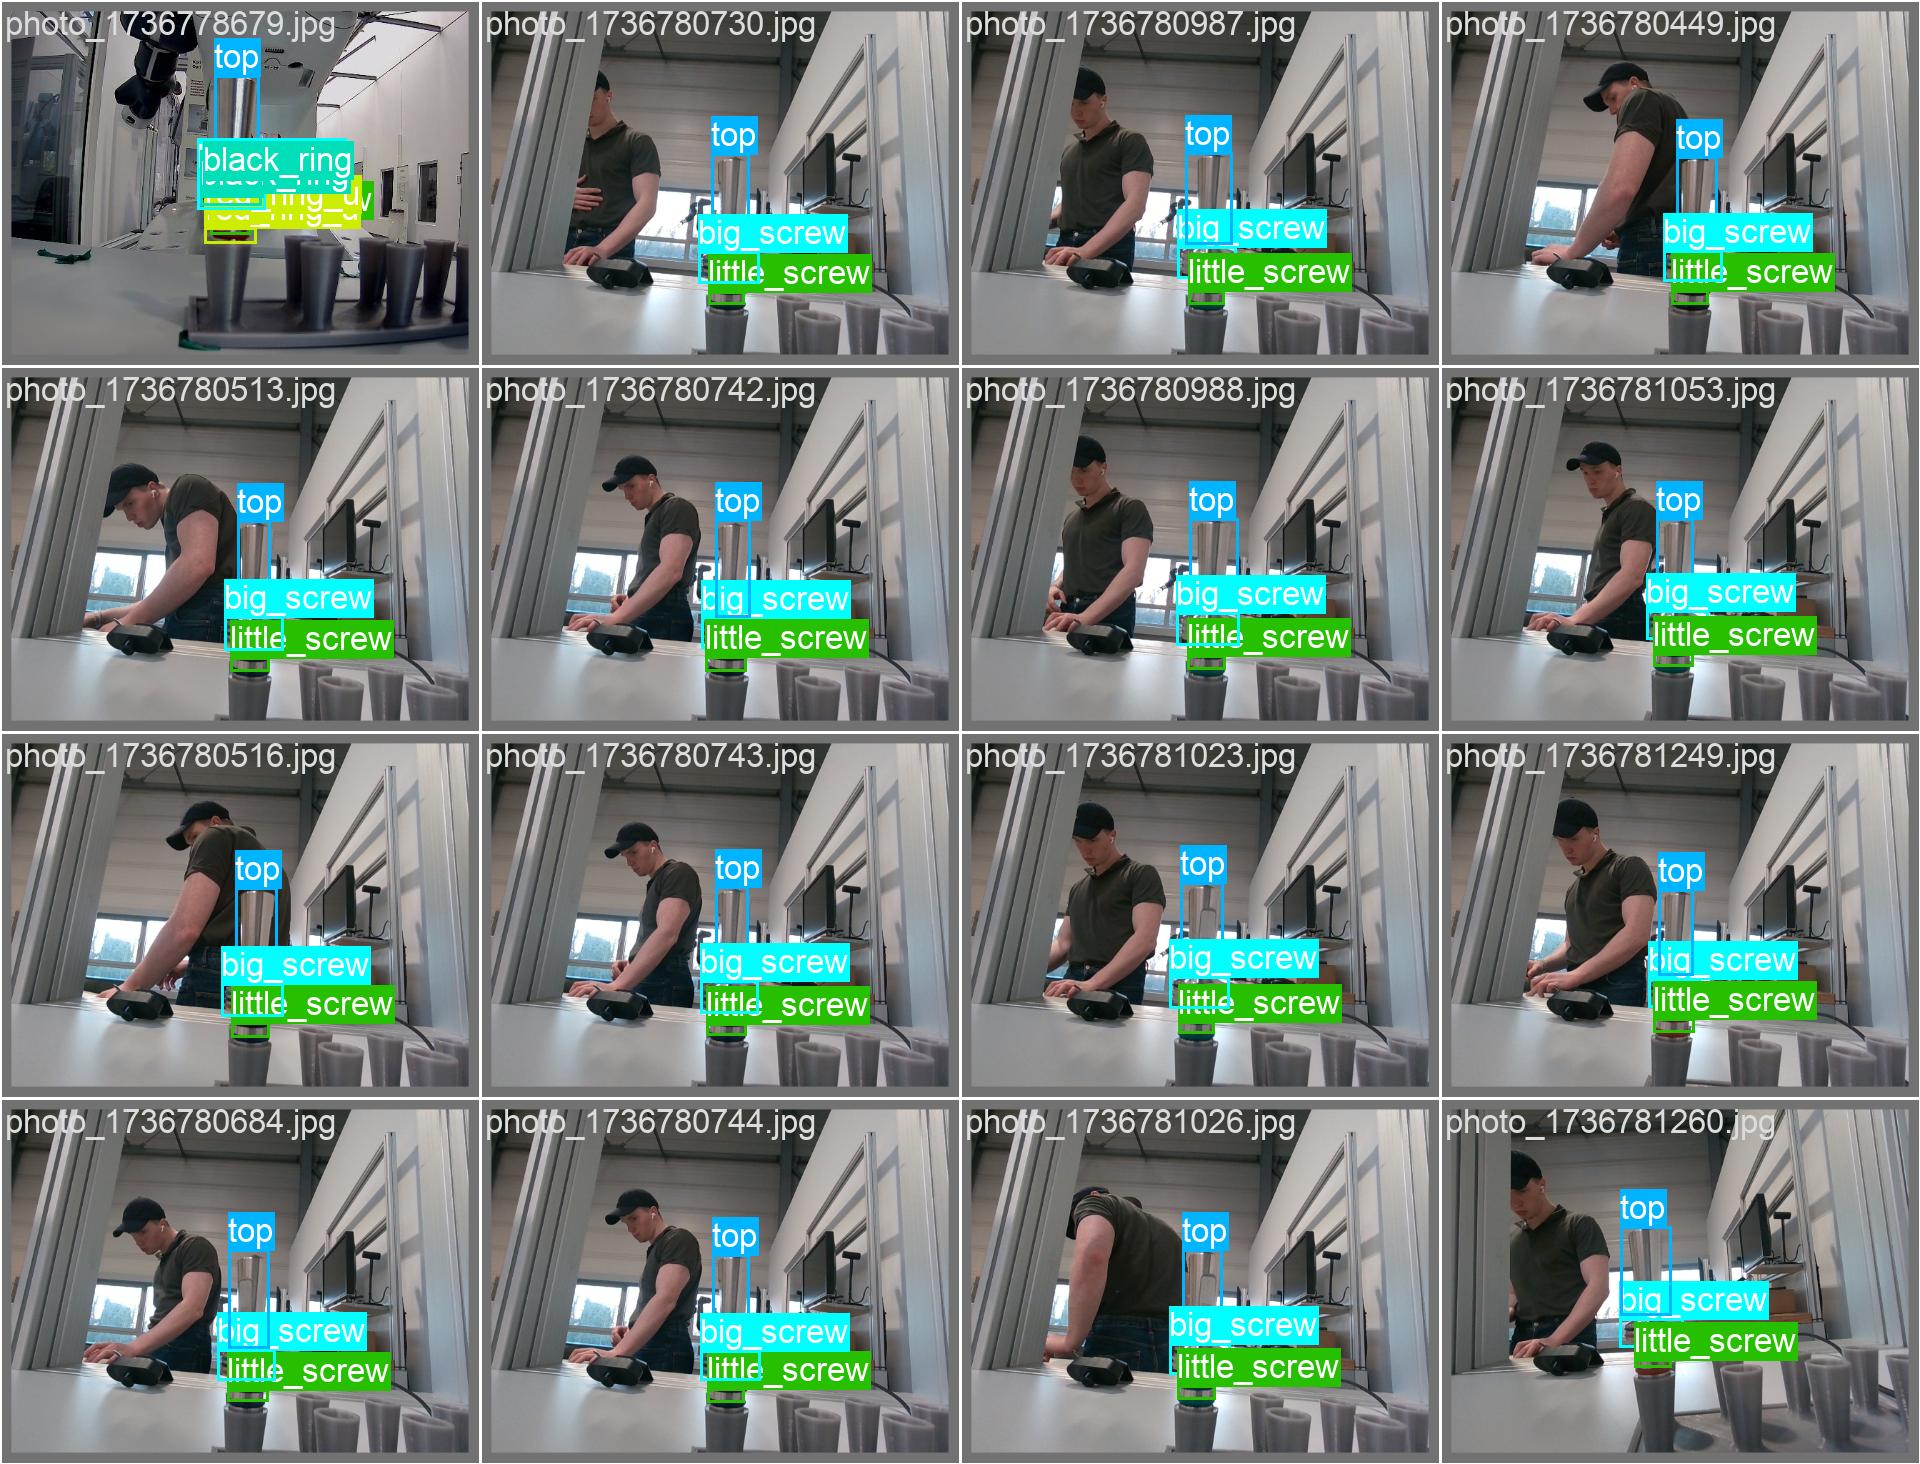 photo_1736778679.jpg
top
black_ring
photo_1736780730.jpg
top
big_screw
little_screw
photo_1736780987.jpg
top
big_screw
little_screw
photo_1736780449.jpg
top
big_screw
little_screw
photo_1736780513.jpg
top
big_screw
little_screw
photo_1736780742.jpg
top
big_screw
little_screw
photo_1736780988.jpg
top
big_screw
little_screw
photo_1736781053.jpg
top
big_screw
little_screw
photo_1736780516.jpg
top
big_screw
little_screw
photo_1736780743.jpg
top
big_screw
little_screw
photo_1736781023.jpg
top
big_screw
little_screw
photo_1736781249.jpg
top
big_screw
little_screw
photo_1736780684.jpg
top
big_screw
little_screw
photo_1736780744.jpg
top
big_screw
little_screw
photo_1736781026.jpg
top
big_screw
little_screw
photo_1736781260.jpg
top
big_screw
little_screw